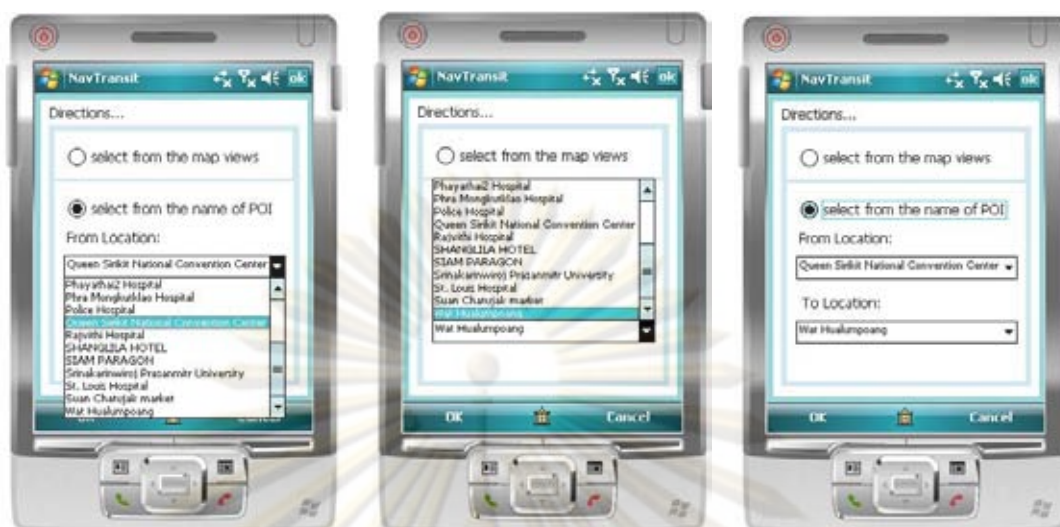 NavTransit
ok
Directions...
select from the map views
select from the name of POI
From Location:
Queen Sirikit National Convention Center
Phayathai2 Hospital
Phra Mongkutklao Hospital
Police Hospital
Queen Sirikit National Convention Center
Rajvithi Hospital
SHANGLILA HOTEL
SIAM PARAGON
Srinakarinwiroj Prasanmitr University
St. Louis Hospital
Suan Chatujak market
Wat Hualumpoang
Cancel
NavTransit
ok
Directions...
select from the map views
Phayathai2 Hospital
Phra Mongkutklao Hospital
Police Hospital
Queen Sirikit National Convention Center
Rajvithi Hospital
SHANGLILA HOTEL
SIAM PARAGON
Srinakarinwiroj Prasanmitr University
St. Louis Hospital
Suan Chatujak market
Wat Hualumpoang
Wat Hualumpoang
OK
Cancel
NavTransit
ok
Directions...
select from the map views
select from the name of POI
From Location:
Queen Sirikit National Convention Center
To Location:
Wat Hualumpoang
OK
Cancel